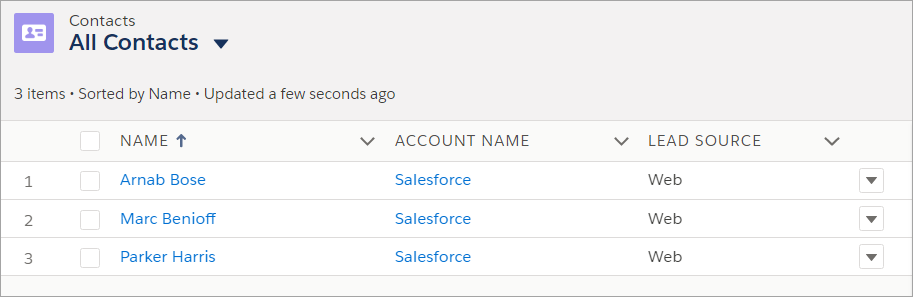 Contacts
All Contacts
3 items • Sorted by Name • Updated a few seconds ago
NAME ACCOUNT NAME LEAD SOURCE
1 Arnab Bose Salesforce Web
2 Marc Benioff Salesforce Web
3 Parker Harris Salesforce Web